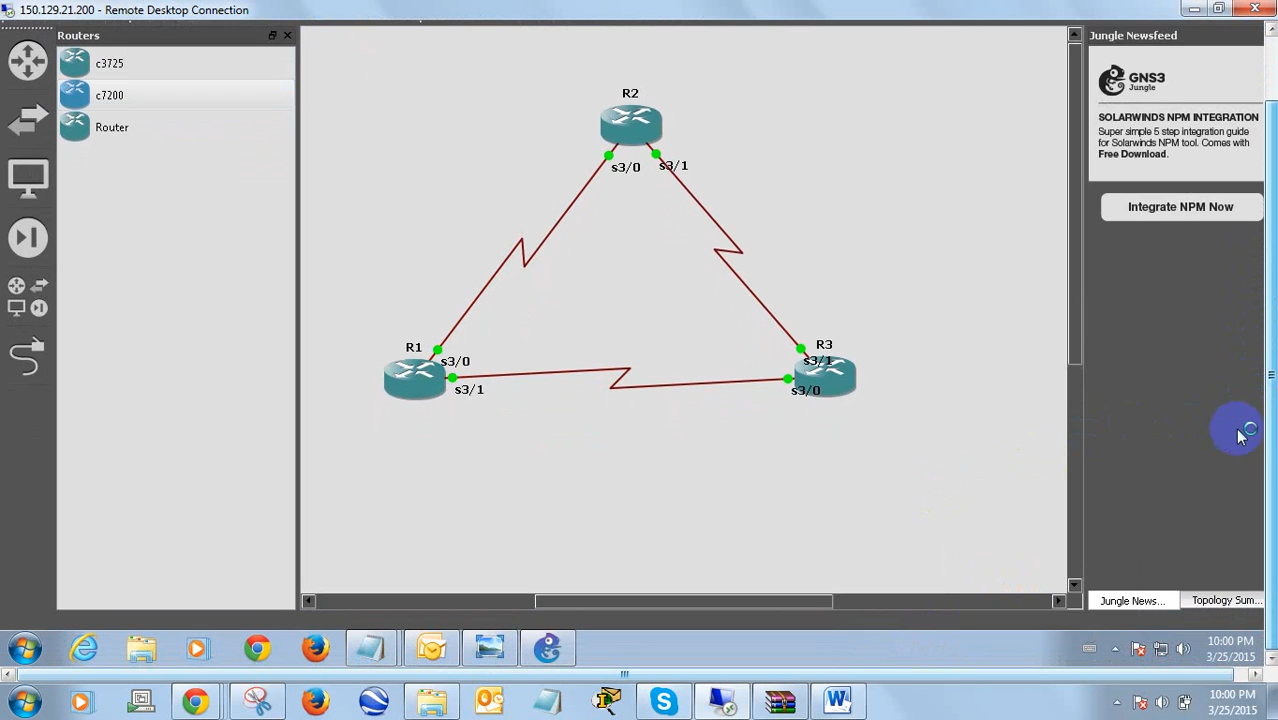 150.129.21.200 - Remote Desktop Connection
Routers
c3725
c7200
Router
R2
s3/0
s3/1
R1
s3/0
s3/1
R3
s3/1
s3/0
Jungle Newsfeed
GNS3
Jungle
SOLARWINDS NPM INTEGRATION
Super simple 5 step integration guide
for Solarwinds NPM tool. Comes with
Free Download.
Integrate NPM Now
Jungle News...
Topology Sum...
10:00 PM
3/25/2015
10:00 PM
3/25/2015